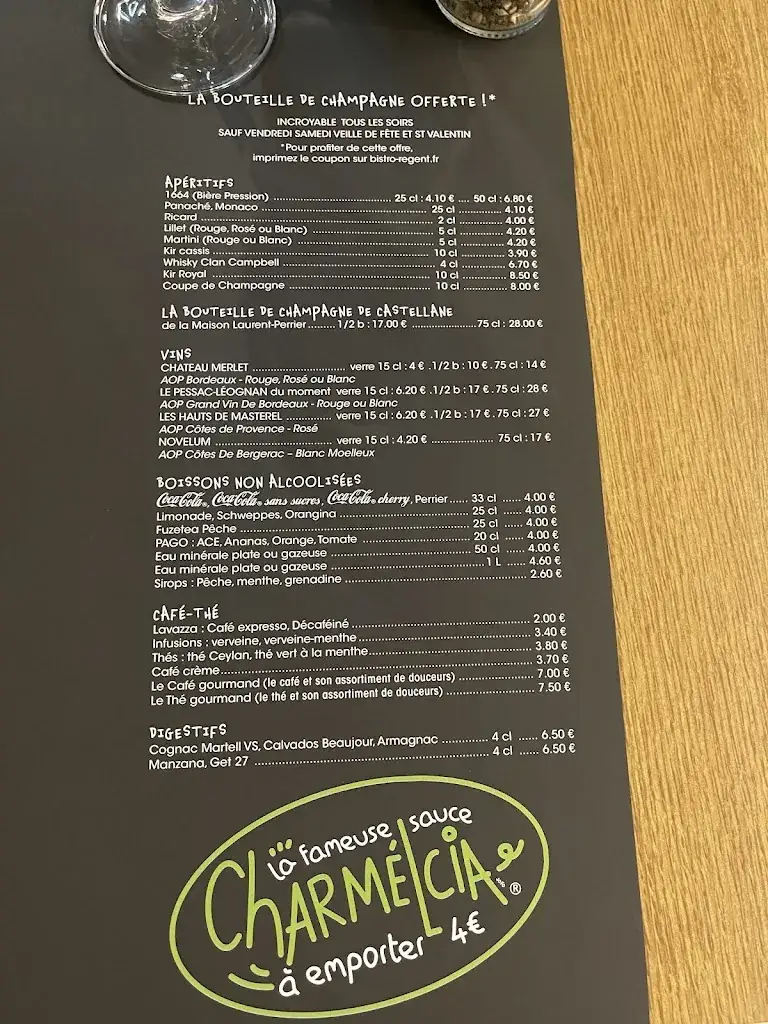 LA BOUTEILLE DE CHAMPAGNE OFFERTE !*
INCROYABLE TOUS LES SOIRS
SAUF VENDREDI SAMEDI VEILLE DE FÊTE ET ST VALENTIN
*Pour profiter de cette offre,
imprimez le coupon sur bistro-regent.fr
APÉRITIFS
1664 (Bière Pression) ........ 25 cl : 4.10 € .... 50 cl : 6.80 €
Panaché, Monaco ........ 25 cl ........ 4.10 €
Ricard ........ 2 cl ........ 4.00 €
Lillet (Rouge, Rosé ou Blanc) ........ 5 cl ........ 4.20 €
Martini (Rouge ou Blanc) ........ 5 cl ........ 4.20 €
Kir cassis ........ 10 cl ........ 3.90 €
Whisky Clan Campbell ........ 4 cl ........ 6.70 €
Kir Royal ........ 10 cl ........ 8.50 €
Coupe de Champagne ........ 10 cl ........ 8.00 €
LA BOUTEILLE DE CHAMPAGNE DE CASTELLANE
de la Maison Laurent-Perrier ........ 1/2 b : 17.00 € ........ 75 cl : 28.00 €
VINS
CHATEAU MERLET ........ verre 15 cl : 4 € .1/2 b : 10 € .75 cl : 14 €
AOP Bordeaux - Rouge, Rosé ou Blanc
LE PESSAC-LÉOGNAN du moment verre 15 cl : 6.20 € .1/2 b : 17 € .75 cl : 28 €
AOP Grand Vin De Bordeaux - Rouge ou Blanc
LES HAUTS DE MASTEREL ........ verre 15 cl : 6.20 € .1/2 b : 17 € .75 cl : 27 €
AOP Côtes de Provence - Rosé
NOVELUM ........ verre 15 cl : 4.20 € ........ 75 cl : 17 €
AOP Côtes De Bergerac – Blanc Moelleux
BOISSONS NON ALCOOLISÉES
Coca-Cola®, Coca-Cola® sans sucres, Coca-Cola® cherry, Perrier ..... 33 cl ...... 4.00 €
Limonade, Schweppes, Orangina ........ 25 cl ...... 4.00 €
Fuzetea Pêche ........ 25 cl ...... 4.00 €
PAGO : ACE, Ananas, Orange, Tomate ........ 20 cl ...... 4.00 €
Eau minérale plate ou gazeuse ........ 50 cl ...... 4.00 €
Eau minérale plate ou gazeuse ........ 1 L ...... 4.60 €
Sirops : Pêche, menthe, grenadine ........ 2.60 €
CAFÉ-THÉ
Lavazza : Café expresso, Décaféiné ........ 2.00 €
Infusions : verveine, verveine-menthe ........ 3.40 €
Thés : thé Ceylan, thé vert à la menthe ........ 3.80 €
Café crème ........ 3.70 €
Le Café gourmand (le café et son assortiment de douceurs) ........ 7.00 €
Le Thé gourmand (le thé et son assortiment de douceurs) ........ 7.50 €
DIGESTIFS
Cognac Martell VS, Calvados Beaujour, Armagnac ........ 4 cl ...... 6.50 €
Manzana, Get 27 ........ 4 cl ...... 6.50 €
la fameuse sauce
CHARMÉLCIA ®
à emporter 4€